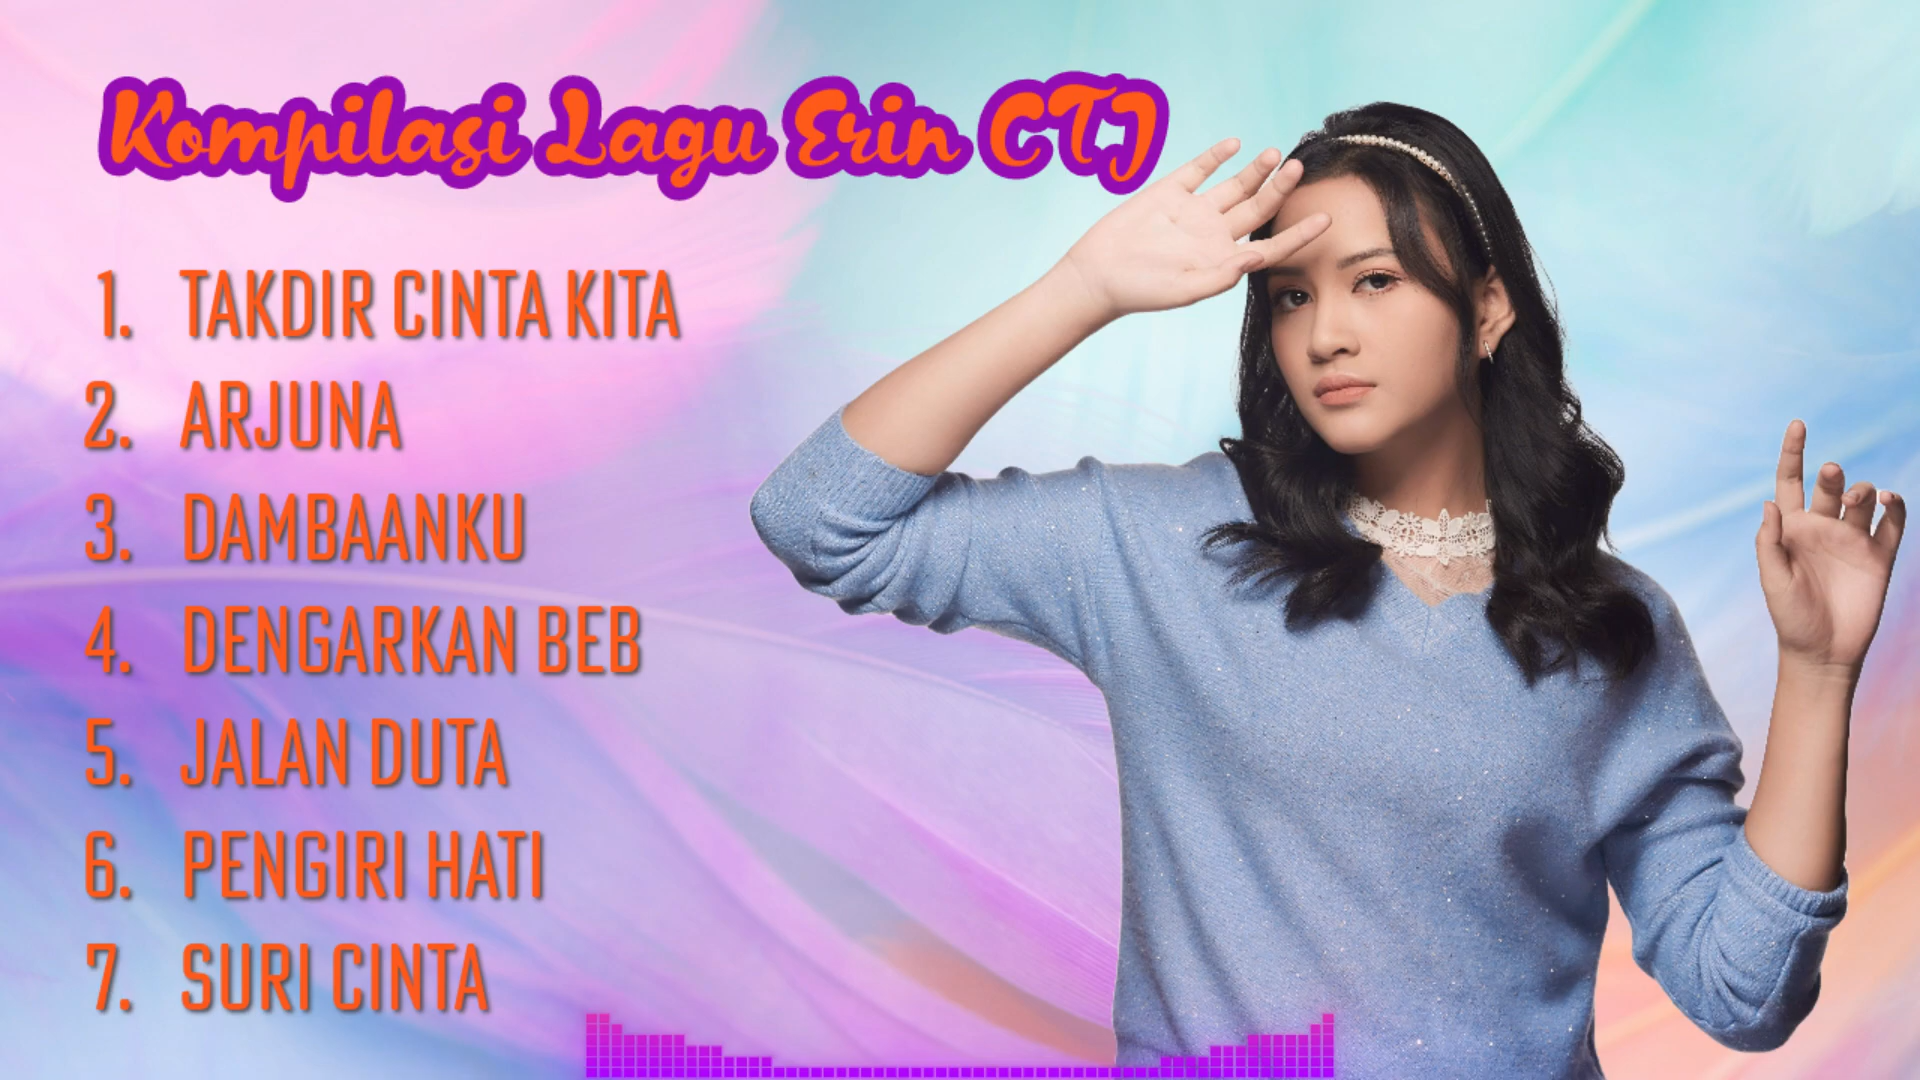 Kompilasi Lagu Erin CTJ
1. TAKDIR CINTA KITA
2. ARJUNA
3. DAMBAANKU
4. DENGARKAN BEB
5. JALAN DUTA
6. PENGIRI HATI
7. SURI CINTA